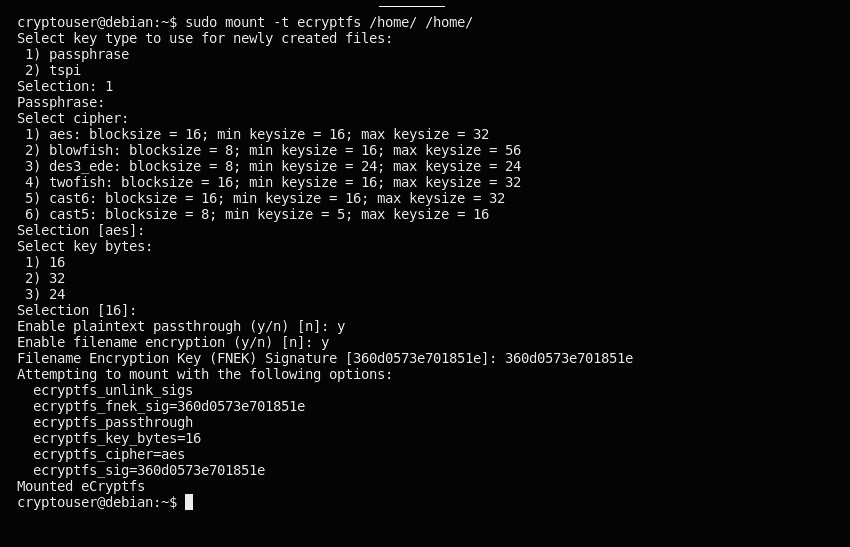 cryptouser@debian:~$ sudo mount -t ecryptfs /home/ /home/
Select key type to use for newly created files:
 1) passphrase
 2) tspi
Selection: 1
Passphrase:
Select cipher:
 1) aes: blocksize = 16; min keysize = 16; max keysize = 32
 2) blowfish: blocksize = 8; min keysize = 16; max keysize = 56
 3) des3_ede: blocksize = 8; min keysize = 24; max keysize = 24
 4) twofish: blocksize = 16; min keysize = 16; max keysize = 32
 5) cast6: blocksize = 16; min keysize = 16; max keysize = 32
 6) cast5: blocksize = 8; min keysize = 5; max keysize = 16
Selection [aes]:
Select key bytes:
 1) 16
 2) 32
 3) 24
Selection [16]:
Enable plaintext passthrough (y/n) [n]: y
Enable filename encryption (y/n) [n]: y
Filename Encryption Key (FNEK) Signature [360d0573e701851e]: 360d0573e701851e
Attempting to mount with the following options:
  ecryptfs_unlink_sigs
  ecryptfs_fnek_sig=360d0573e701851e
  ecryptfs_passthrough
  ecryptfs_key_bytes=16
  ecryptfs_cipher=aes
  ecryptfs_sig=360d0573e701851e
Mounted eCryptfs
cryptouser@debian:~$